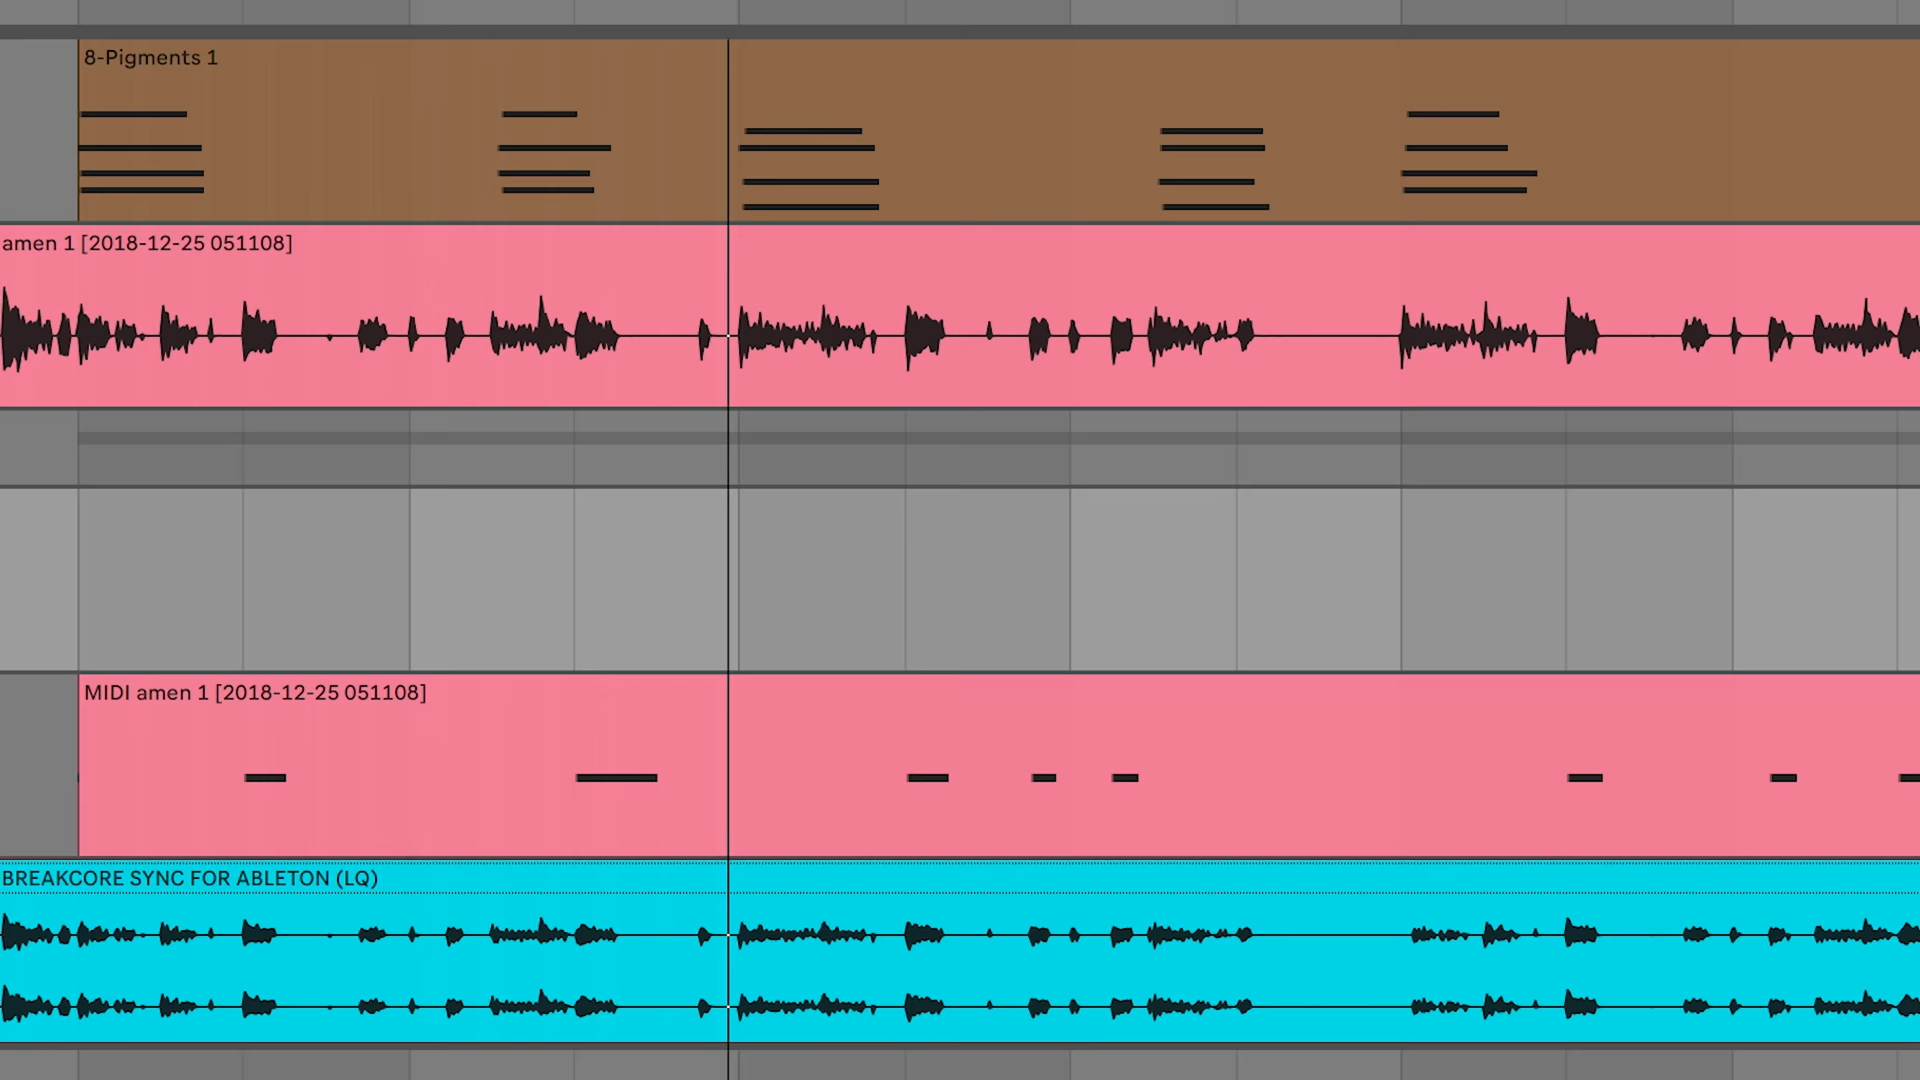 8-Pigments 1
amen 1 [2018-12-25 051108]
MIDI amen 1 [2018-12-25 051108]
BREAKCORE SYNC FOR ABLETON (LQ)